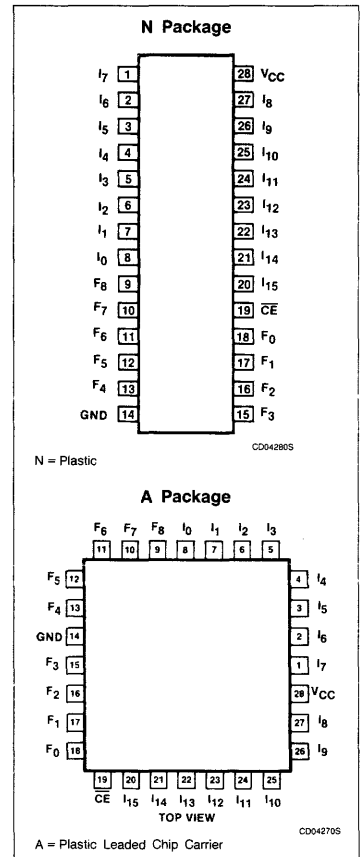 N Package
I7 1 28 VCC
I6 2 27 I8
I5 3 26 I9
I4 4 25 I10
I3 5 24 I11
I2 6 23 I12
I1 7 22 I13
I0 8 21 I14
F8 9 20 I15
F7 10 19 CE
F6 11 18 F0
F5 12 17 F1
F4 13 16 F2
GND 14 15 F3
CD04280S
N = Plastic
A Package
F6 F7 F8 I0 I1 I2 I3
11 10 9 8 7 6 5
F5 12 4 I4
F4 13 3 I5
GND 14 2 I6
F3 15 1 I7
F2 16 28 VCC
F1 17 27 I8
F0 18 26 I9
19 20 21 22 23 24 25
CE I15 I14 I13 I12 I11 I10
TOP VIEW
CD04270S
A = Plastic Leaded Chip Carrier